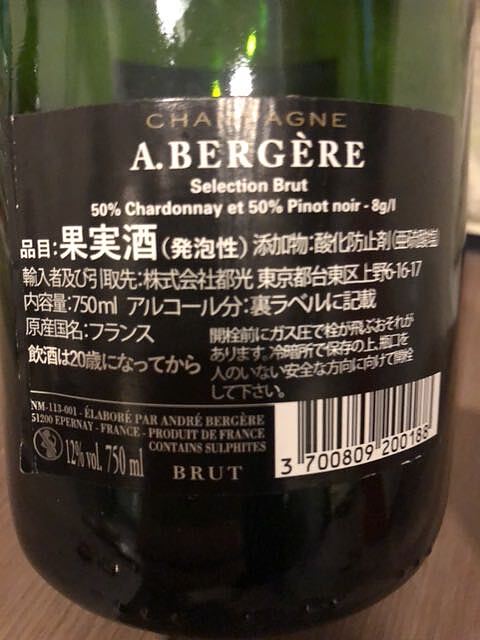 CHAMPAGNE
A.BERGÈRE
Selection Brut
50% Chardonnay et 50% Pinot noir - 8g/l
品目:果実酒(発泡性) 添加物:酸化防止剤(亜硫酸塩)
輸入者及び引取先:株式会社都光 東京都台東区上野6-16-17
内容量:750ml アルコール分:裏ラベルに記載
原産国名:フランス
飲酒は20歳になってから
開栓前にガス圧で栓が飛ぶおそれが
あります。冷暗所で保存の上、瓶口を
人のいない安全な方向に向けて開栓
して下さい。
NM-113-001 - ÉLABORÉ PAR ANDRÉ BERGÈRE
51200 EPERNAY - FRANCE - PRODUIT DE FRANCE
CONTAINS SULPHITES
12% vol. 750 ml
BRUT
3 700809 200188